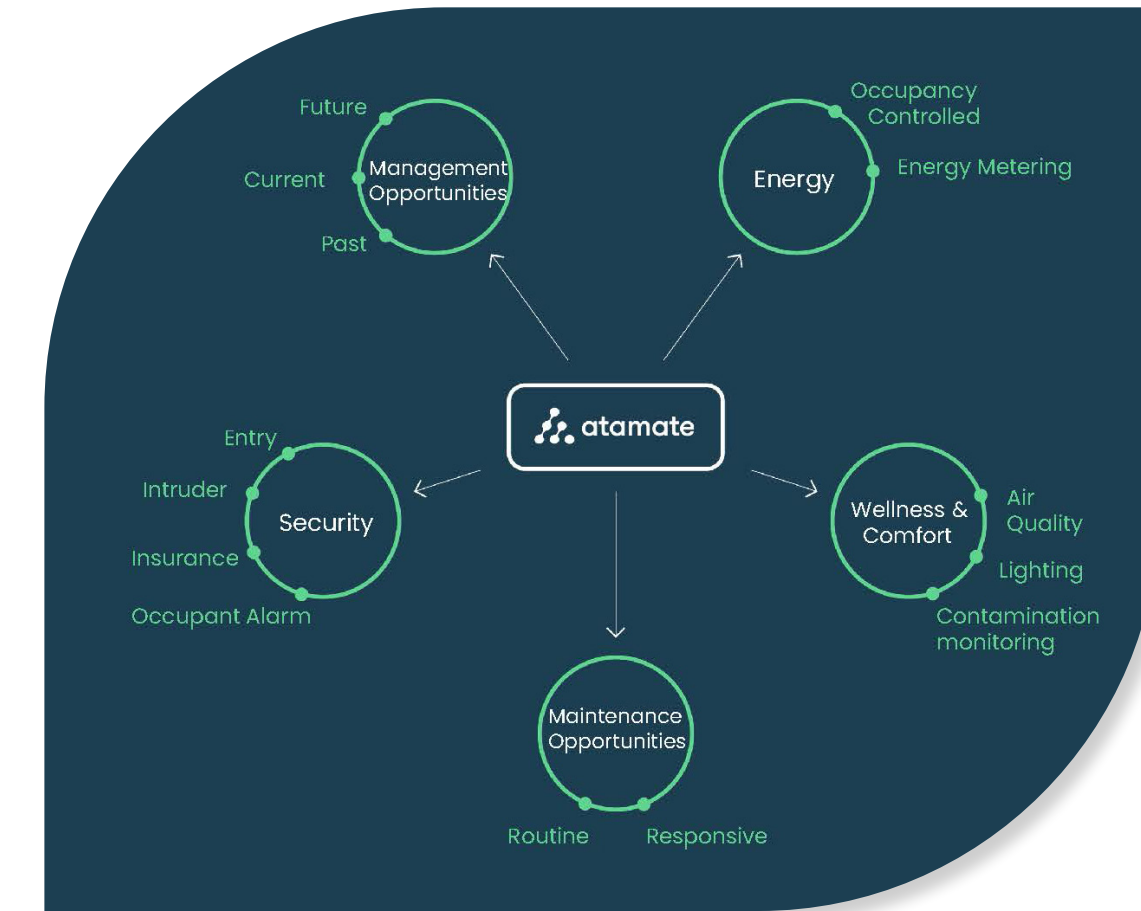 Future
Current
Past
Management
Opportunities
Occupancy
Controlled
Energy Metering
Energy
atamate
Entry
Intruder
Insurance
Occupant Alarm
Security
Wellness &
Comfort
Air
Quality
Lighting
Contamination
monitoring
Maintenance
Opportunities
Routine
Responsive